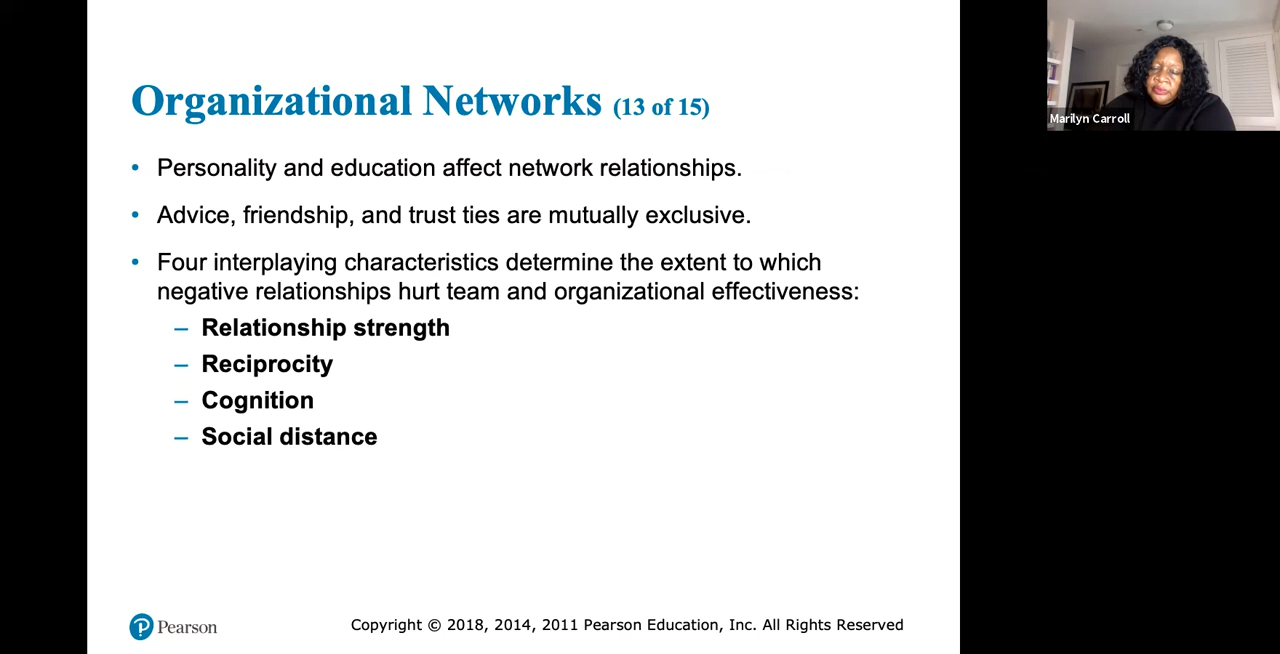 Organizational Networks (13 of 15)
• Personality and education affect network relationships.
• Advice, friendship, and trust ties are mutually exclusive.
• Four interplaying characteristics determine the extent to which
negative relationships hurt team and organizational effectiveness:
– Relationship strength
– Reciprocity
– Cognition
– Social distance
Pearson
Copyright © 2018, 2014, 2011 Pearson Education, Inc. All Rights Reserved
Marilyn Carroll